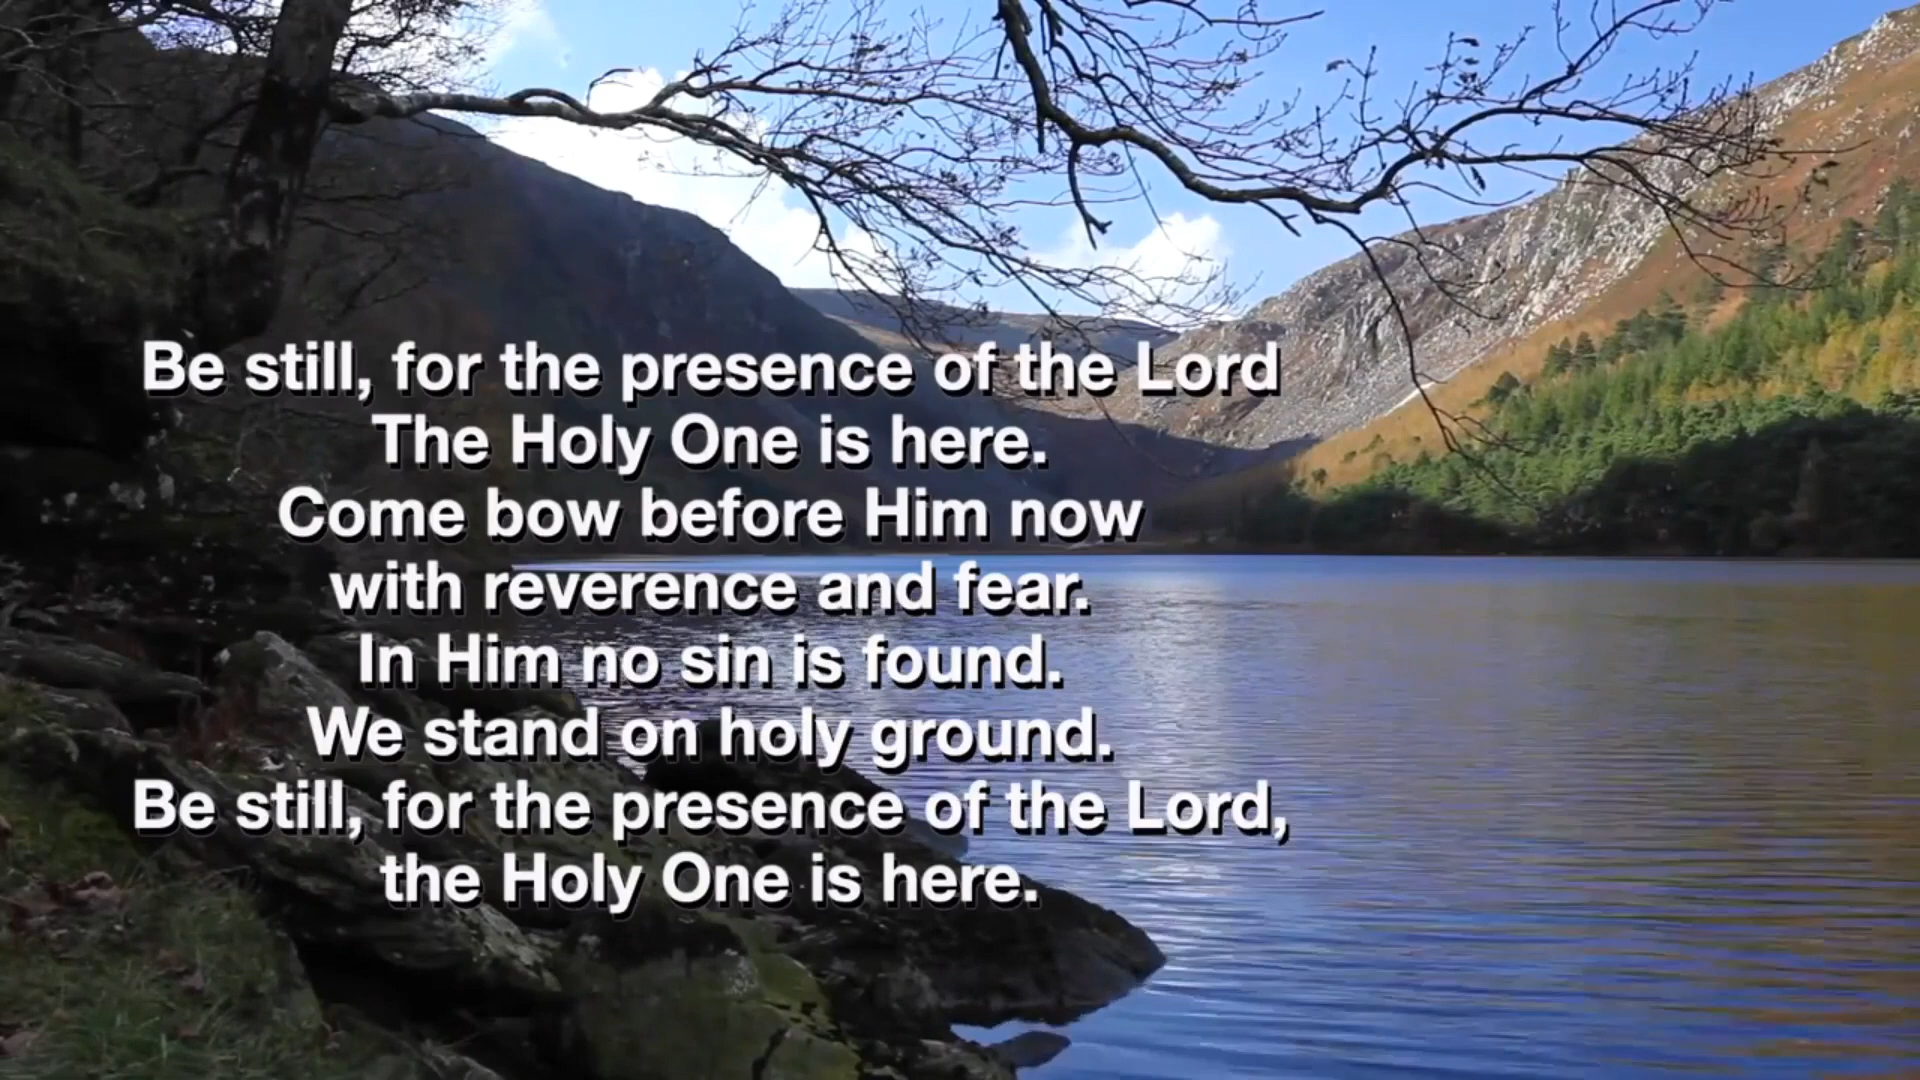 Be still, for the presence of the Lord
The Holy One is here.
Come bow before Him now
with reverence and fear.
In Him no sin is found.
We stand on holy ground.
Be still, for the presence of the Lord,
the Holy One is here.